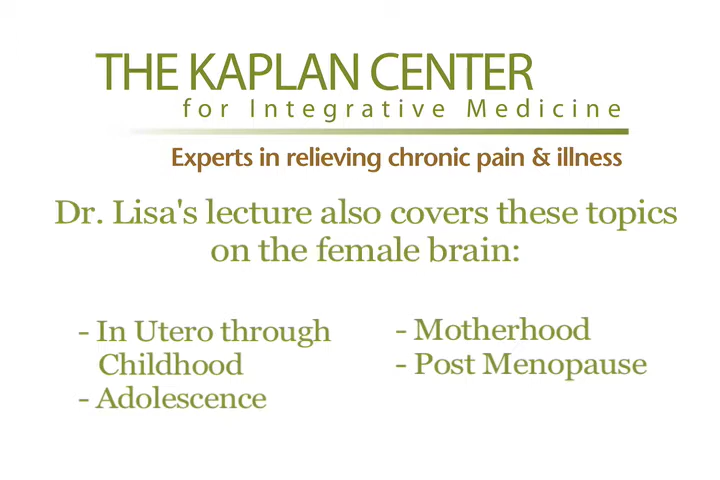 THE KAPLAN CENTER
for Integrative Medicine
Experts in relieving chronic pain & illness
Dr. Lisa's lecture also covers these topics
on the female brain:
- In Utero through
Childhood
- Adolescence
- Motherhood
- Post Menopause